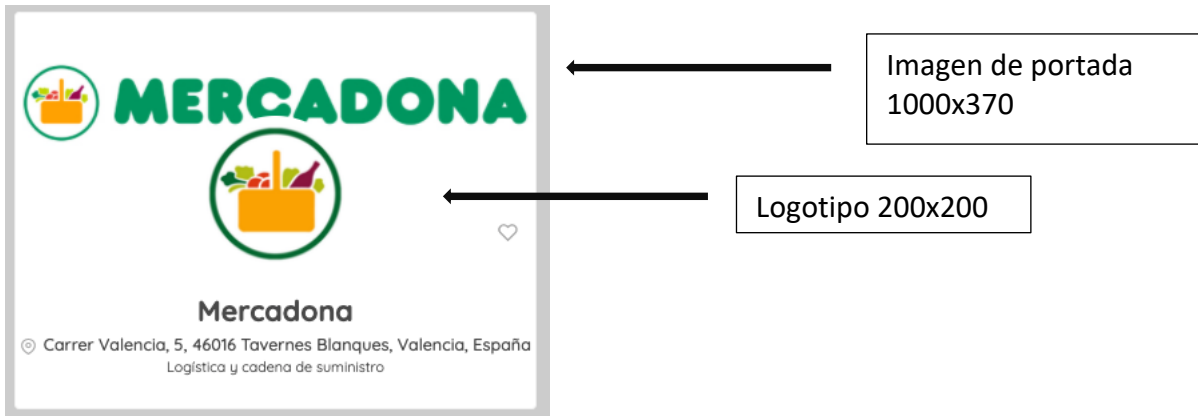 MERCADONA
Imagen de portada
1000x370
Logotipo 200x200
Mercadona
Carrer Valencia, 5, 46016 Tavernes Blanques, Valencia, España
Logística y cadena de suministro